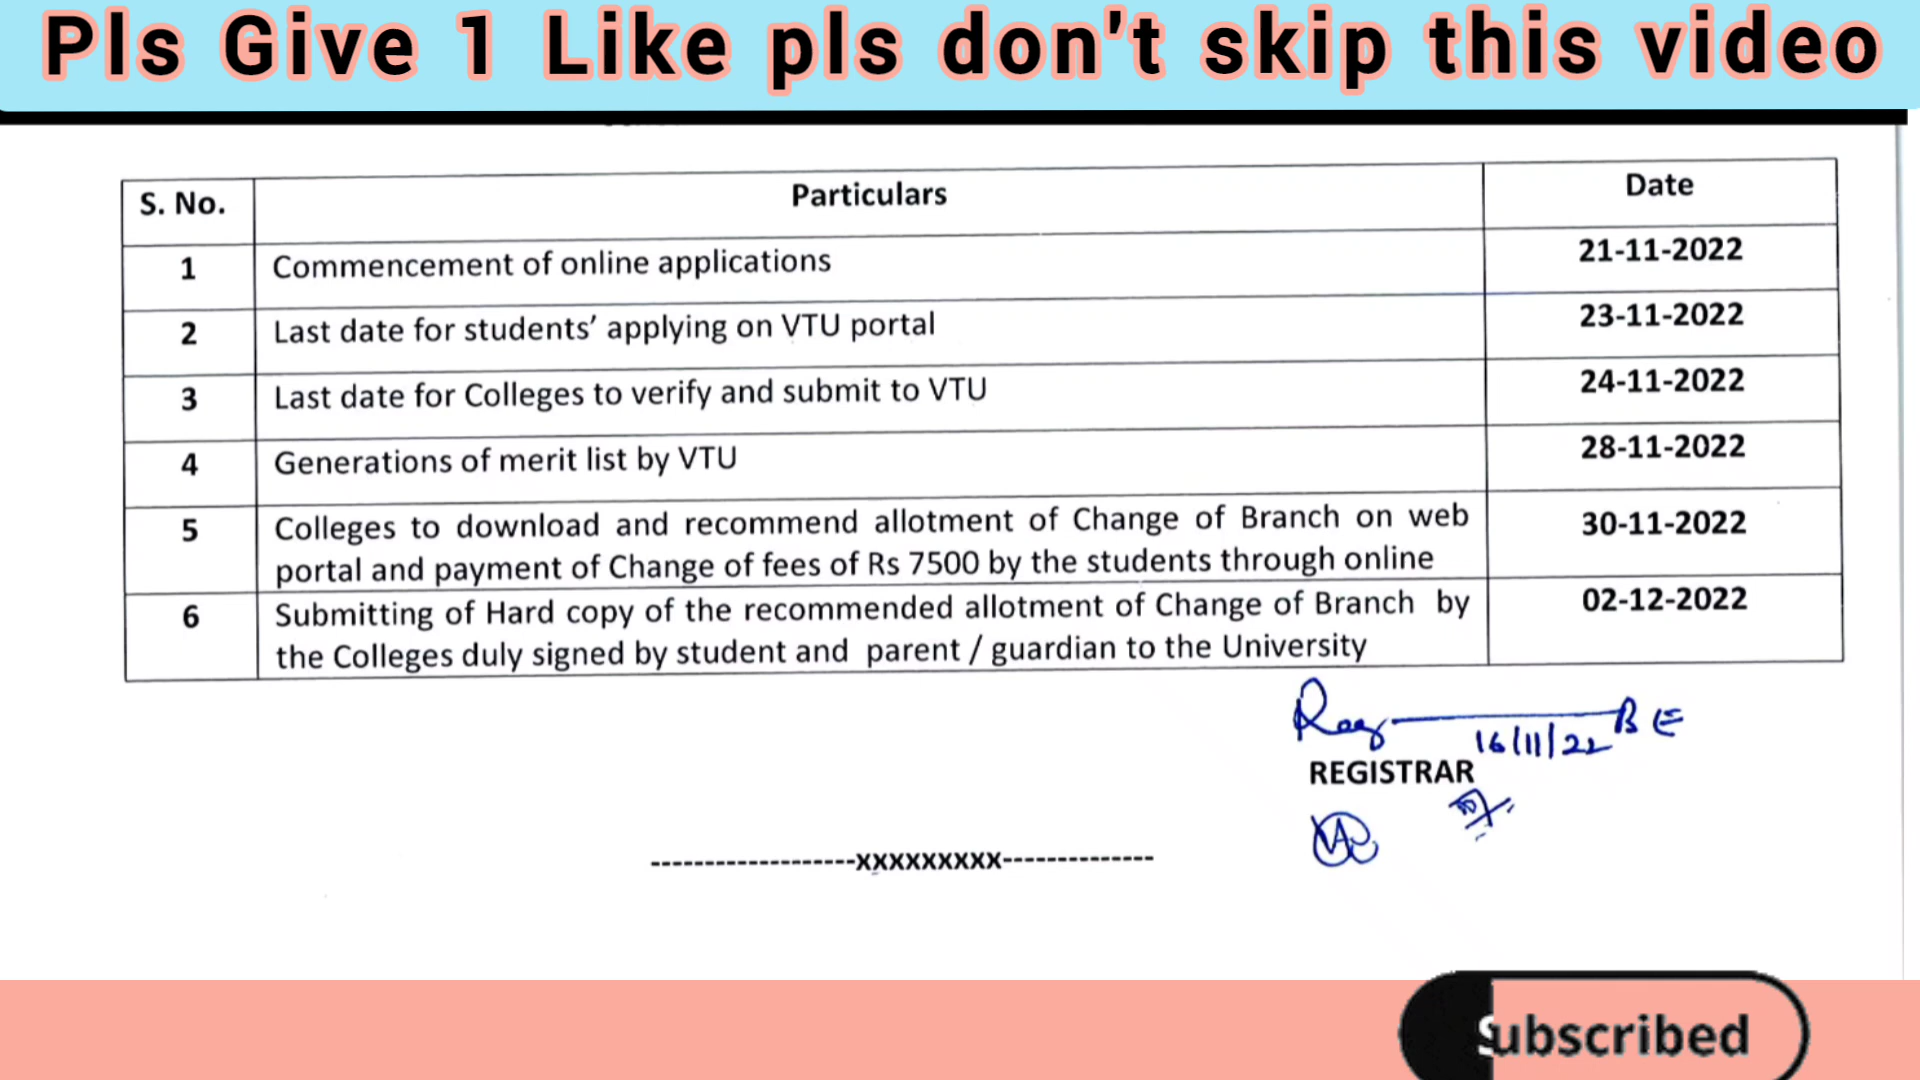 Pls Give 1 Like pls don't skip this video
S. No. Particulars Date
1 Commencement of online applications 21-11-2022
2 Last date for students’ applying on VTU portal 23-11-2022
3 Last date for Colleges to verify and submit to VTU 24-11-2022
4 Generations of merit list by VTU 28-11-2022
5 Colleges to download and recommend allotment of Change of Branch on web 30-11-2022
portal and payment of Change of fees of Rs 7500 by the students through online
6 Submitting of Hard copy of the recommended allotment of Change of Branch by 02-12-2022
the Colleges duly signed by student and parent / guardian to the University
16/11/22
REGISTRAR
-------------------xxxxxxxxx--------------
Subscribed